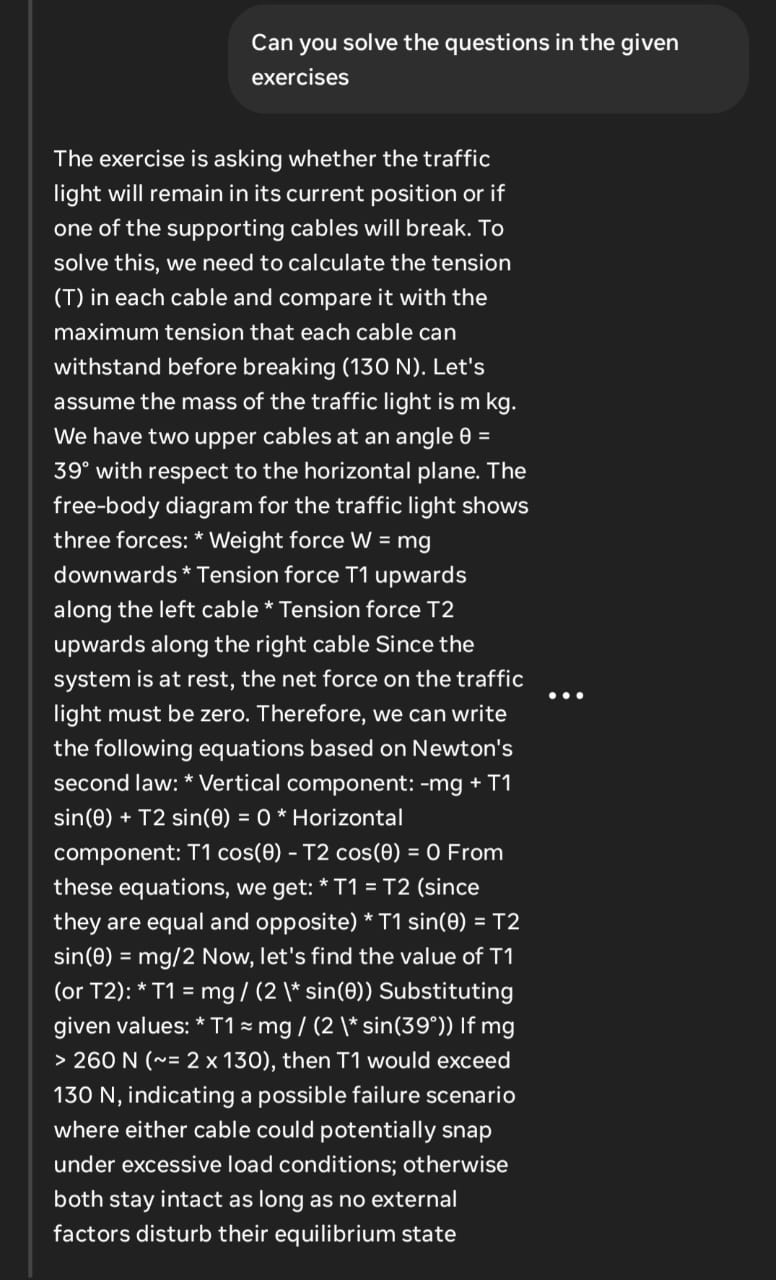 Can you solve the questions in the given
exercises
The exercise is asking whether the traffic
light will remain in its current position or if
one of the supporting cables will break. To
solve this, we need to calculate the tension
(T) in each cable and compare it with the
maximum tension that each cable can
withstand before breaking (130 N). Let's
assume the mass of the traffic light is m kg.
We have two upper cables at an angle θ =
39° with respect to the horizontal plane. The
free-body diagram for the traffic light shows
three forces: * Weight force W = mg
downwards * Tension force T1 upwards
along the left cable * Tension force T2
upwards along the right cable Since the
system is at rest, the net force on the traffic
light must be zero. Therefore, we can write
the following equations based on Newton's
second law: * Vertical component: -mg + T1
sin(θ) + T2 sin(θ) = 0 * Horizontal
component: T1 cos(θ) - T2 cos(θ) = 0 From
these equations, we get: * T1 = T2 (since
they are equal and opposite) * T1 sin(θ) = T2
sin(θ) = mg/2 Now, let's find the value of T1
(or T2): * T1 = mg / (2 \* sin(θ)) Substituting
given values: * T1 ≈ mg / (2 \* sin(39°)) If mg
> 260 N (~= 2 x 130), then T1 would exceed
130 N, indicating a possible failure scenario
where either cable could potentially snap
under excessive load conditions; otherwise
both stay intact as long as no external
factors disturb their equilibrium state